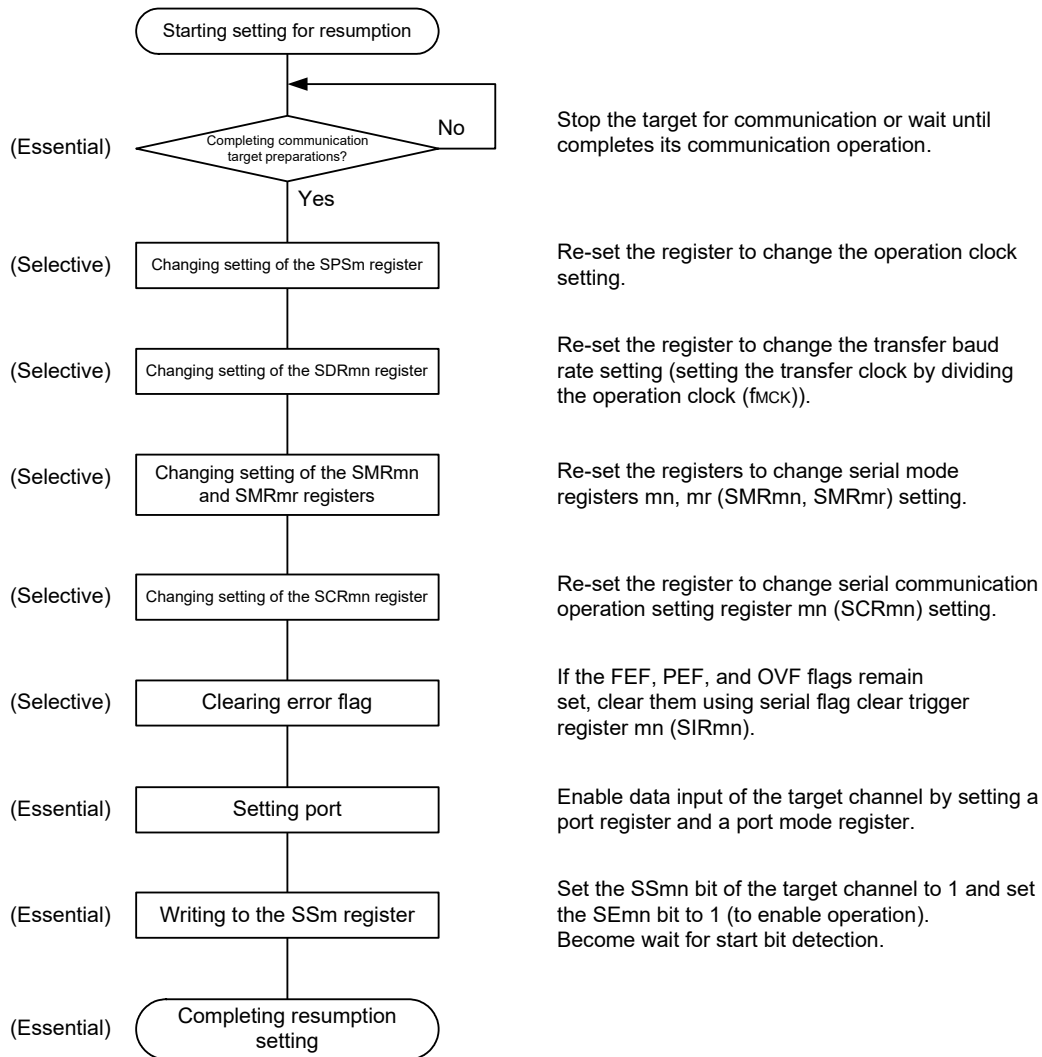 Starting setting for resumption
(Essential)
Completing communication
target preparations?
No
Stop the target for communication or wait until
completes its communication operation.
Yes
(Selective)
Changing setting of the SPSm register
Re-set the register to change the operation clock
setting.
(Selective)
Changing setting of the SDRmn register
Re-set the register to change the transfer baud
rate setting (setting the transfer clock by dividing
the operation clock (fMCK)).
(Selective)
Changing setting of the SMRmn
and SMRmr registers
Re-set the registers to change serial mode
registers mn, mr (SMRmn, SMRmr) setting.
(Selective)
Changing setting of the SCRmn register
Re-set the register to change serial communication
operation setting register mn (SCRmn) setting.
(Selective)
Clearing error flag
If the FEF, PEF, and OVF flags remain
set, clear them using serial flag clear trigger
register mn (SIRmn).
(Essential)
Setting port
Enable data input of the target channel by setting a
port register and a port mode register.
(Essential)
Writing to the SSm register
Set the SSmn bit of the target channel to 1 and set
the SEmn bit to 1 (to enable operation).
Become wait for start bit detection.
(Essential)
Completing resumption
setting